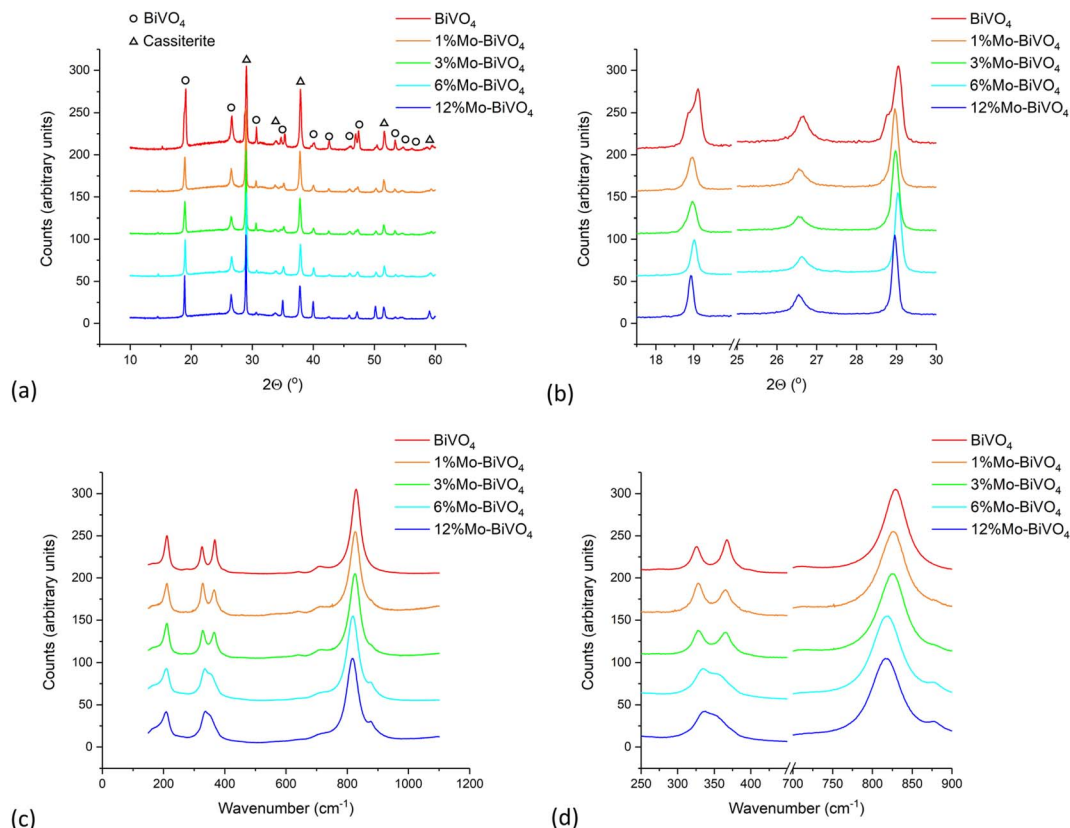 BiVO₄
Cassiterite
BiVO₄
1%Mo-BiVO₄
3%Mo-BiVO₄
6%Mo-BiVO₄
12%Mo-BiVO₄
300
250
200
150
100
50
0
Counts (arbitrary units)
10 20 30 40 50 60
2Θ (°)
(a)
BiVO₄
1%Mo-BiVO₄
3%Mo-BiVO₄
6%Mo-BiVO₄
12%Mo-BiVO₄
300
250
200
150
100
50
0
Counts (arbitrary units)
18 19 25 26 27 28 29 30
2Θ (°)
(b)
BiVO₄
1%Mo-BiVO₄
3%Mo-BiVO₄
6%Mo-BiVO₄
12%Mo-BiVO₄
300
250
200
150
100
50
0
Counts (arbitrary units)
0 200 400 600 800 1000 1200
Wavenumber (cm⁻¹)
(c)
BiVO₄
1%Mo-BiVO₄
3%Mo-BiVO₄
6%Mo-BiVO₄
12%Mo-BiVO₄
300
250
200
150
100
50
0
Counts (arbitrary units)
250 300 350 400 700 750 800 850 900
Wavenumber (cm⁻¹)
(d)